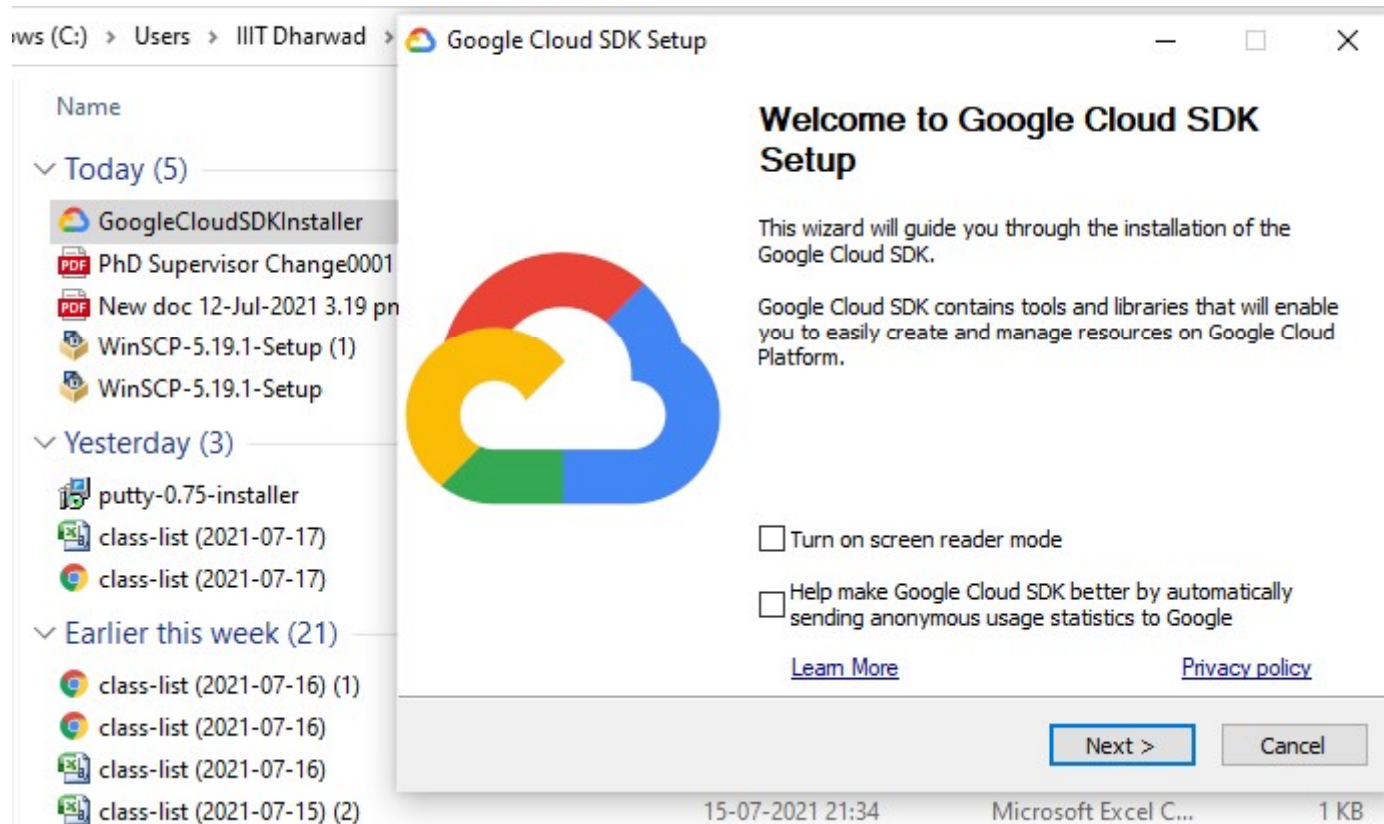 ows (C:) > Users > IIIT Dharwad >
Name
Today (5)
GoogleCloudSDKInstaller
PhD Supervisor Change0001
New doc 12-Jul-2021 3.19 pm
WinSCP-5.19.1-Setup (1)
WinSCP-5.19.1-Setup
Yesterday (3)
putty-0.75-installer
class-list (2021-07-17)
class-list (2021-07-17)
Earlier this week (21)
class-list (2021-07-16) (1)
class-list (2021-07-16)
class-list (2021-07-16)
class-list (2021-07-15) (2)
15-07-2021 21:34 Microsoft Excel C... 1 KB
Google Cloud SDK Setup
Welcome to Google Cloud SDK
Setup
This wizard will guide you through the installation of the
Google Cloud SDK.
Google Cloud SDK contains tools and libraries that will enable
you to easily create and manage resources on Google Cloud
Platform.
Turn on screen reader mode
Help make Google Cloud SDK better by automatically
sending anonymous usage statistics to Google
Learn More Privacy policy
Next > Cancel